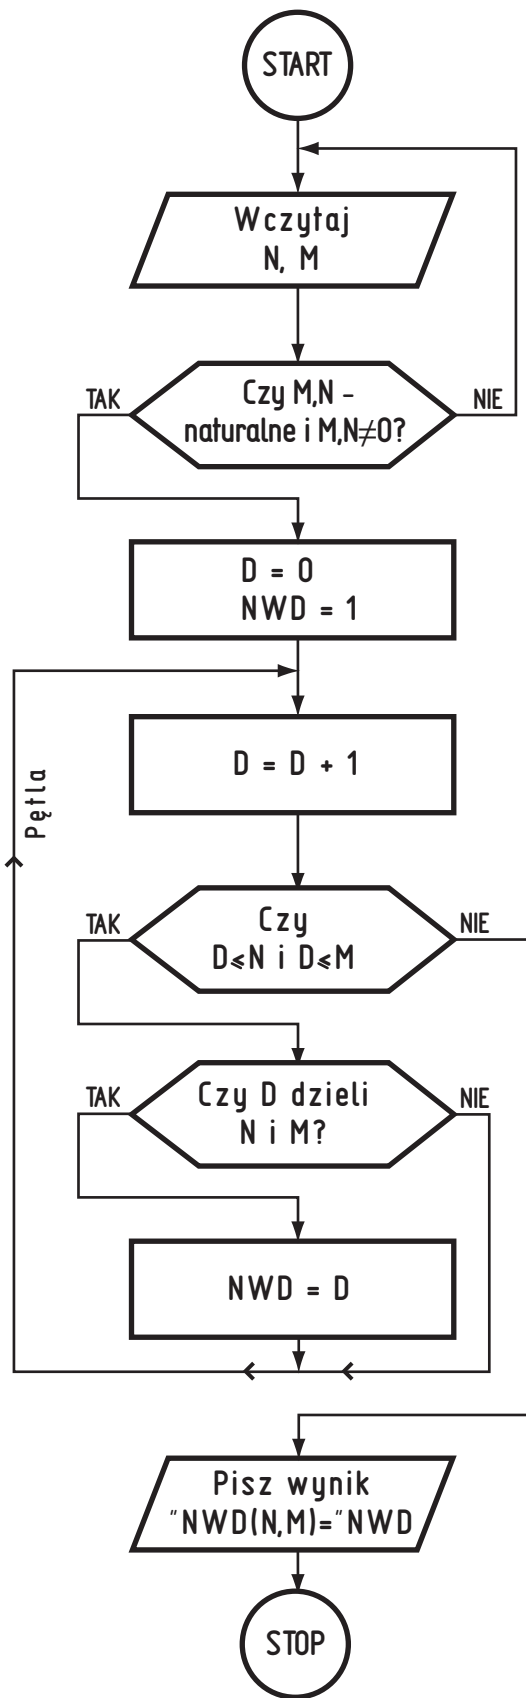 START
Wczytaj
N, M
Czy M,N -
naturalne i M,N≠0?
TAK
NIE
D = 0
NWD = 1
D = D + 1
Pętla
Czy
D⩽N i D⩽M
TAK
NIE
Czy D dzieli
N i M?
TAK
NIE
NWD = D
Pisz wynik
"NWD(N,M)="NWD
STOP